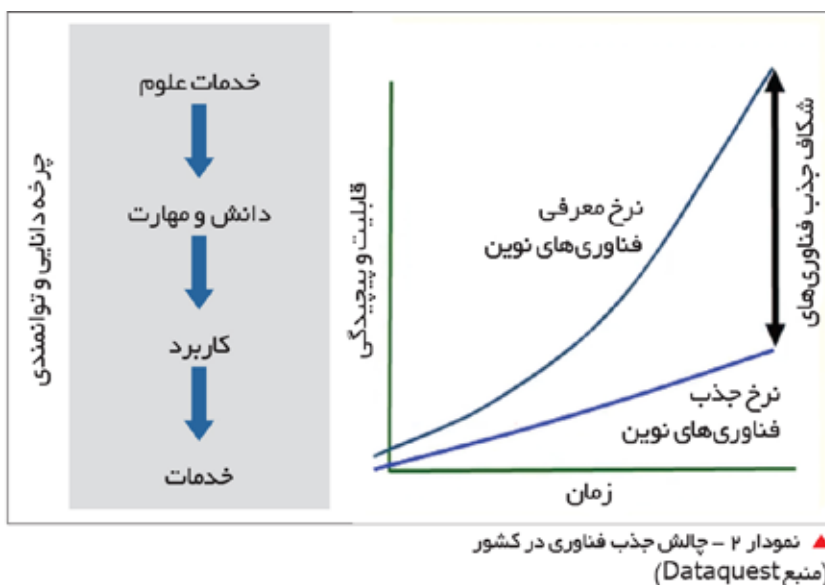 چرخه دانایی و توانمندی
خدمات علوم
دانش و مهارت
کاربرد
خدمات
قابلیت و پیچیدگی
نرخ معرفی
فناوری‌های نوین
نرخ جذب
فناوری‌های نوین
زمان
شکاف جذب فناوری‌های
نمودار ۲ – چالش جذب فناوری در کشور
(منبع Dataquest)